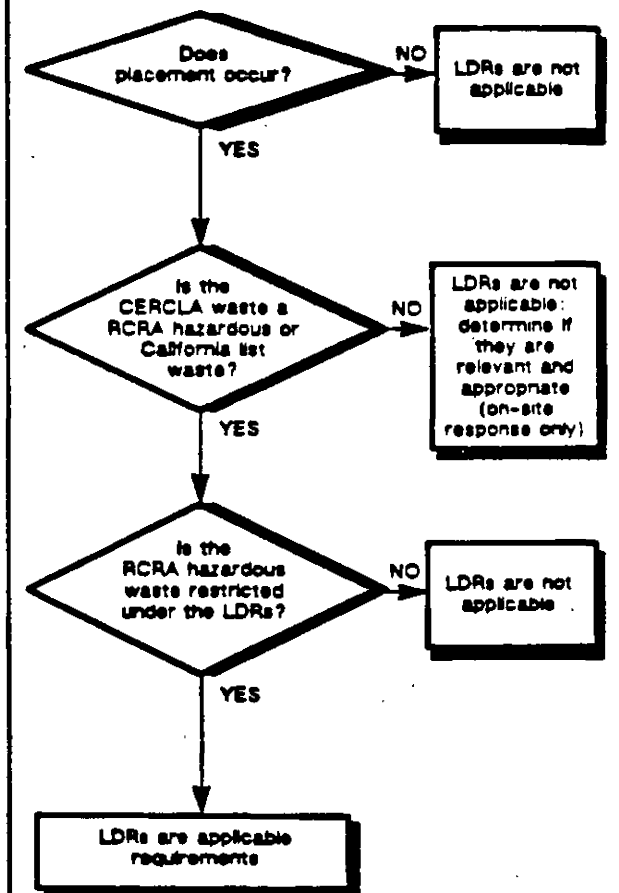 Does
placement occur?
NO
LDRs are not
applicable
YES
Is the
CERCLA waste a
RCRA hazardous or
California list
waste?
NO
LDRs are not
applicable:
determine if
they are
relevant and
appropriate
(on-site
response only)
YES
Is the
RCRA hazardous
waste restricted
under the LDRs?
NO
LDRs are not
applicable
YES
LDRs are applicable
requirements